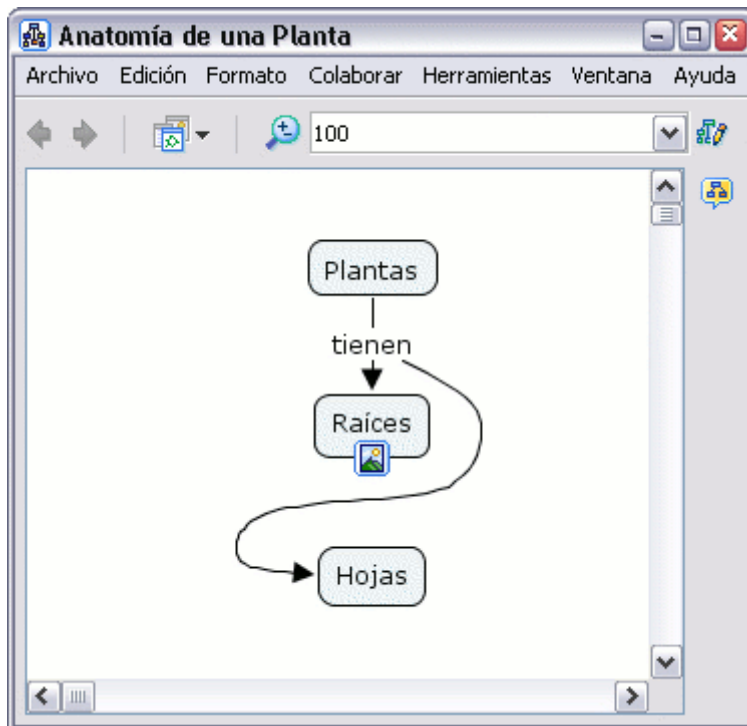 Anatomía de una Planta
Archivo Edición Formato Colaborar Herramientas Ventana Ayuda
100
Plantas
tienen
Raíces
Hojas